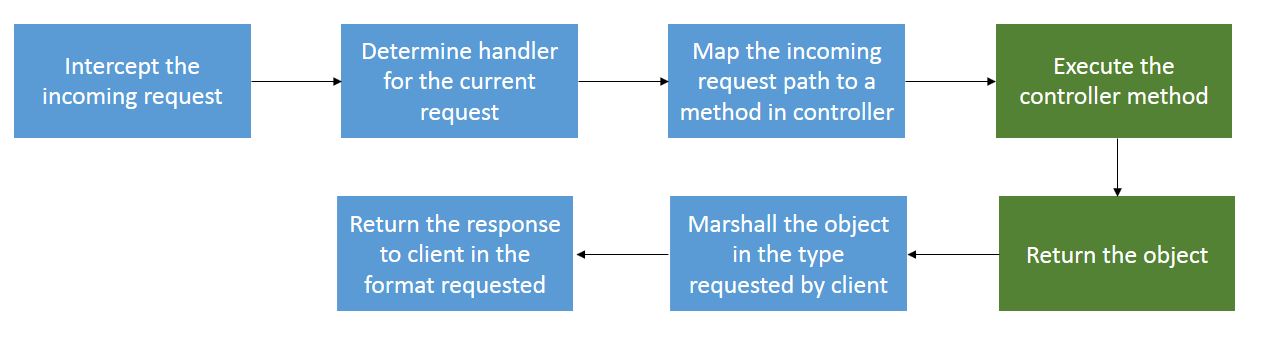 Intercept the
incoming request
Determine handler
for the current
request
Map the incoming
request path to a
method in controller
Execute the
controller method
Return the object
Marshall the object
in the type
requested by client
Return the response
to client in the
format requested